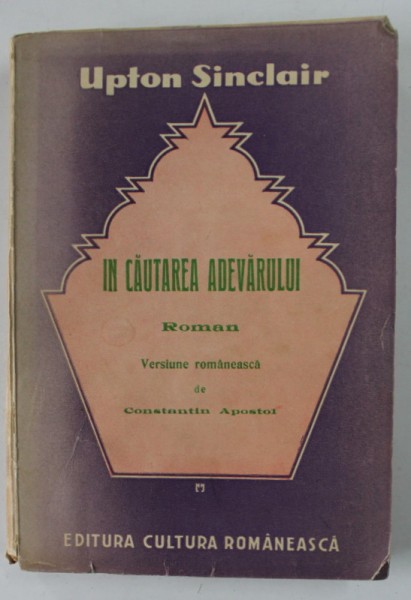 Upton Sinclair
IN CĂUTAREA ADEVĂRULUI
Roman
Versiune românească
de
Constantin Apostol
EDITURA CULTURA ROMÂNEASCĂ